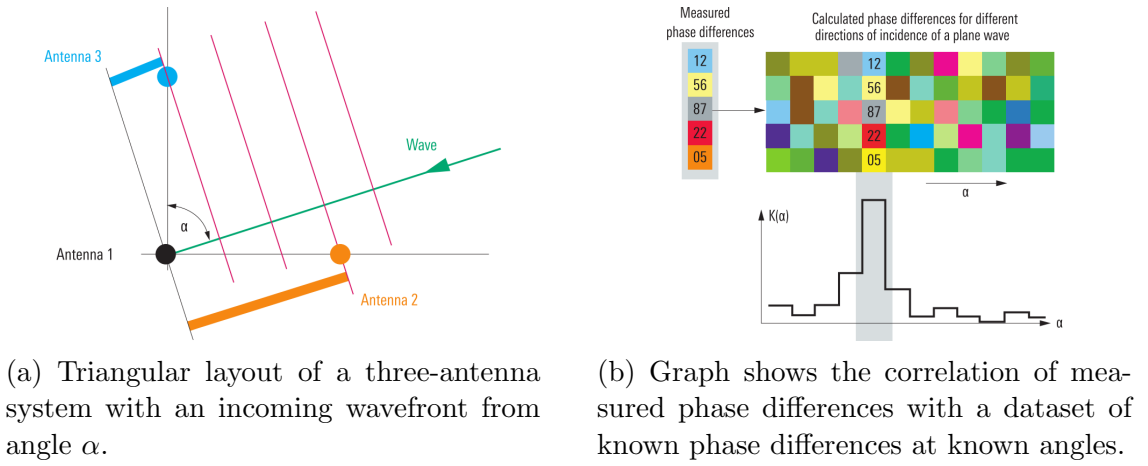 Antenna 3
Wave
α
Antenna 1
Antenna 2
(a) Triangular layout of a three-antenna
system with an incoming wavefront from
angle α.
Measured
phase differences
12
56
87
22
05
Calculated phase differences for different
directions of incidence of a plane wave
12
56
87
22
05
α
K(α)
α
(b) Graph shows the correlation of mea-
sured phase differences with a dataset of
known phase differences at known angles.